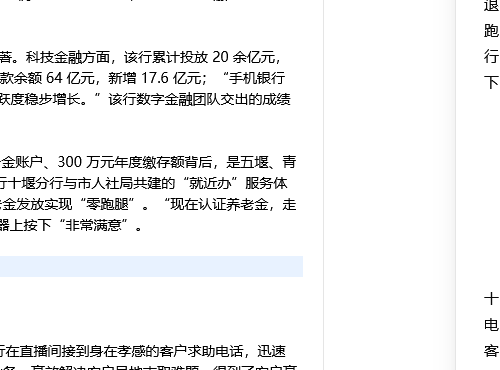 著。科技金融方面，该行累计投放 20 余亿元，
款余额 64 亿元，新增 17.6 亿元；“手机银行
跃度稳步增长。”该行数字金融团队交出的成绩
金账户、300 万元年度缴存额背后，是五堰、青
行十堰分行与市人社局共建的“就近办”服务体
金发放实现“零跑腿”。“现在认证养老金，走
器上按下“非常满意”。
行在直播间接到身在孝感的客户求助电话，迅速
退
跑
行
下
十
电
客